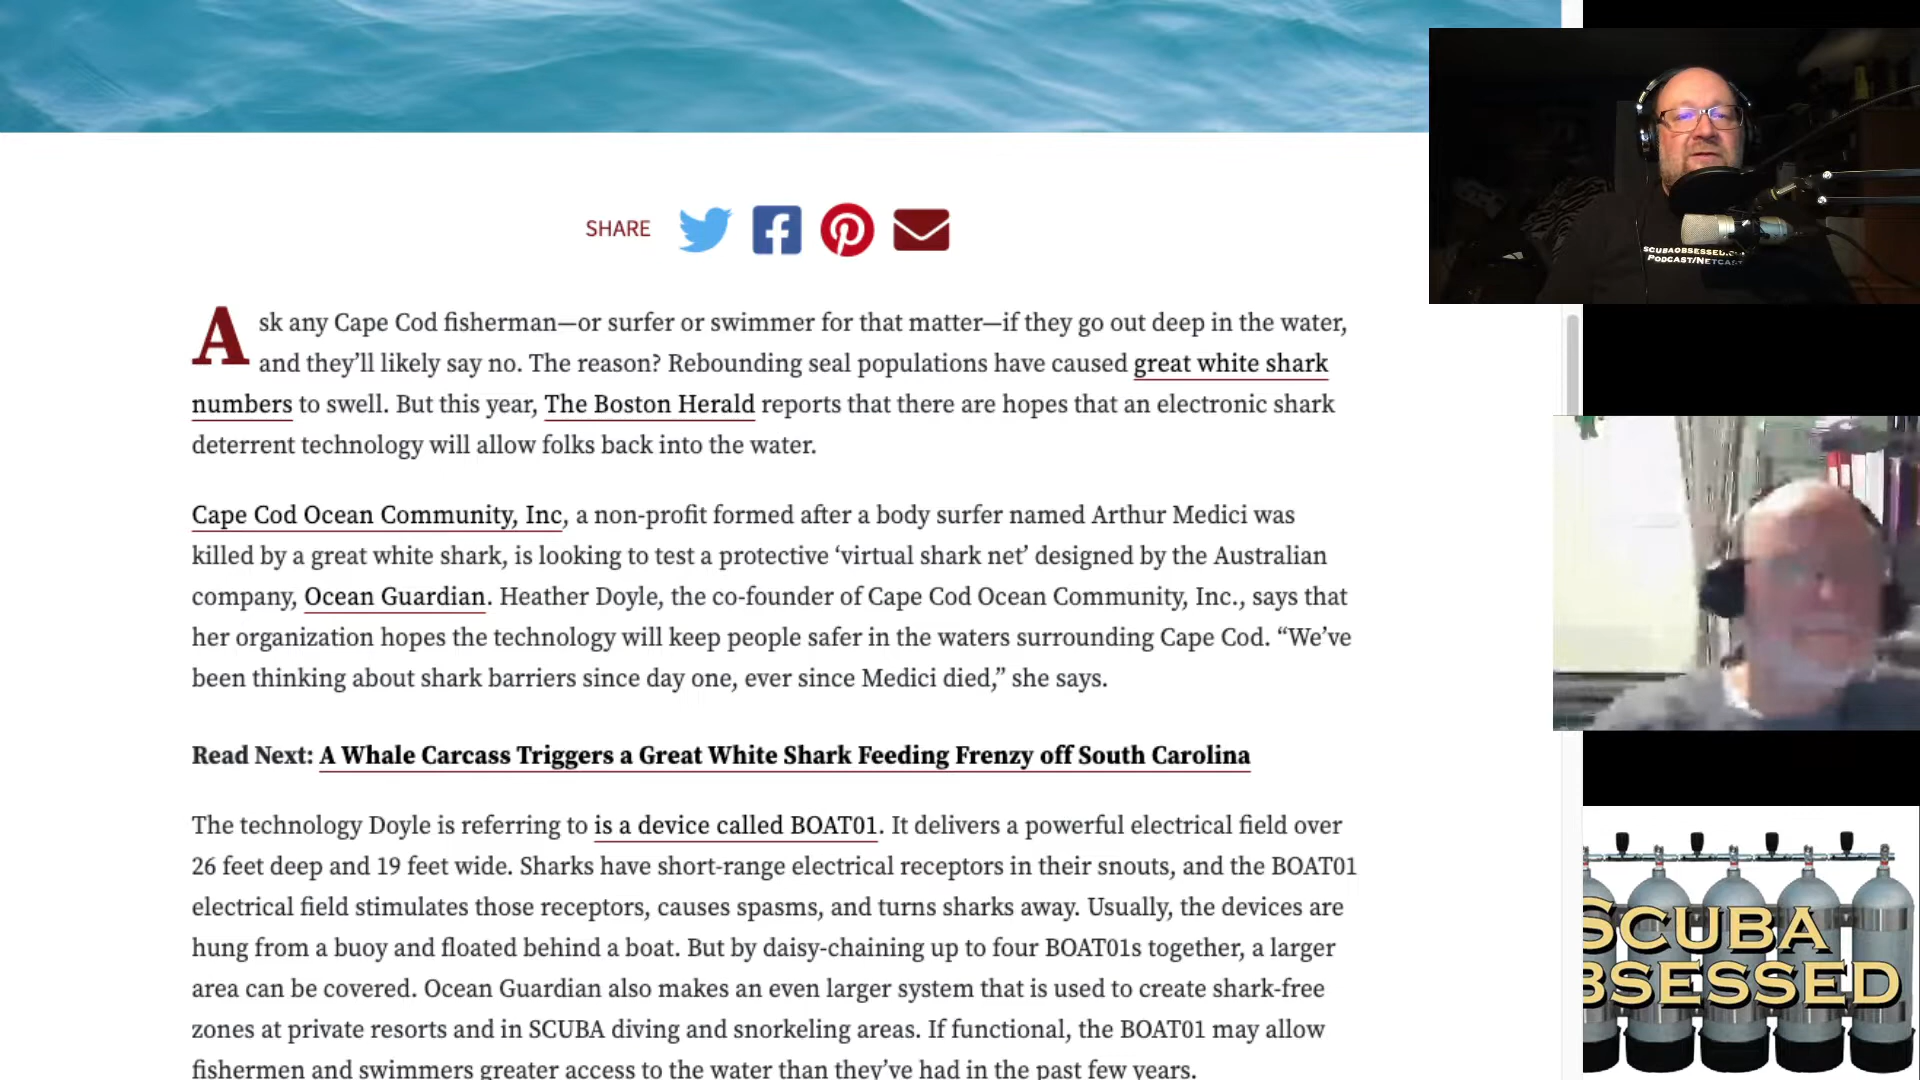 SHARE
Ask any Cape Cod fisherman—or surfer or swimmer for that matter—if they go out deep in the water,
and they’ll likely say no. The reason? Rebounding seal populations have caused great white shark
numbers to swell. But this year, The Boston Herald reports that there are hopes that an electronic shark
deterrent technology will allow folks back into the water.
Cape Cod Ocean Community, Inc, a non-profit formed after a body surfer named Arthur Medici was
killed by a great white shark, is looking to test a protective ‘virtual shark net’ designed by the Australian
company, Ocean Guardian. Heather Doyle, the co-founder of Cape Cod Ocean Community, Inc., says that
her organization hopes the technology will keep people safer in the waters surrounding Cape Cod. “We’ve
been thinking about shark barriers since day one, ever since Medici died,” she says.
Read Next: A Whale Carcass Triggers a Great White Shark Feeding Frenzy off South Carolina
The technology Doyle is referring to is a device called BOAT01. It delivers a powerful electrical field over
26 feet deep and 19 feet wide. Sharks have short-range electrical receptors in their snouts, and the BOAT01
electrical field stimulates those receptors, causes spasms, and turns sharks away. Usually, the devices are
hung from a buoy and floated behind a boat. But by daisy-chaining up to four BOAT01s together, a larger
area can be covered. Ocean Guardian also makes an even larger system that is used to create shark-free
zones at private resorts and in SCUBA diving and snorkeling areas. If functional, the BOAT01 may allow
fishermen and swimmers greater access to the water than they’ve had in the past few years.
PODCAST/NETCAST
SCUBA
BSESSED